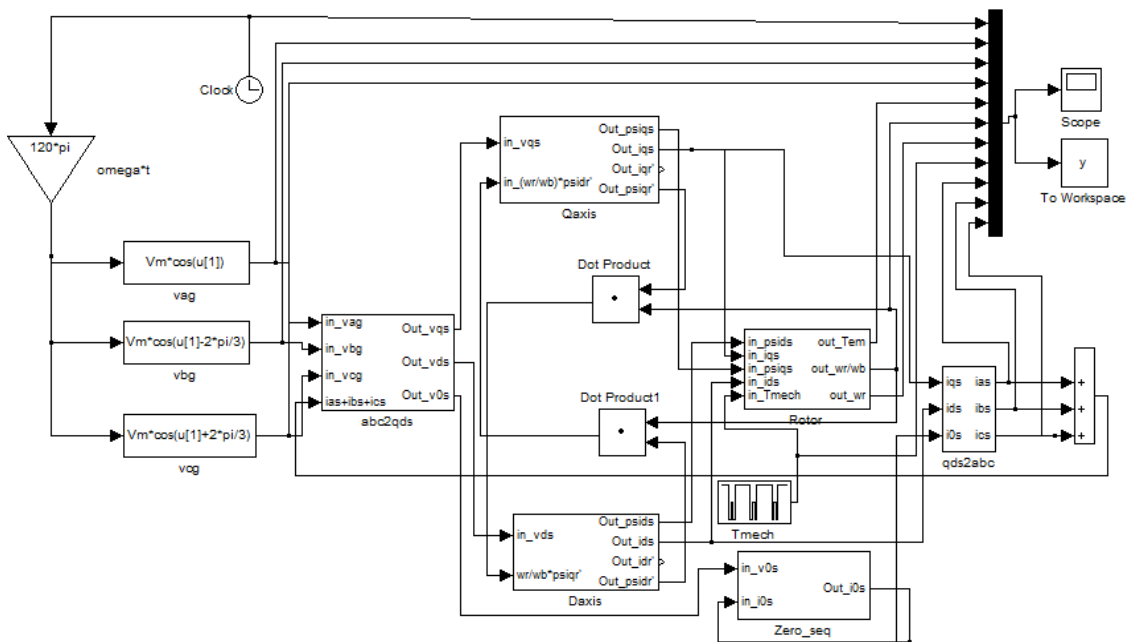 Clock
120*pi
omega*t
Scope
y
To Workspace
in_vqs
in_(wr/wb)*psidr'
Out_psiqs
Out_iqs
Out_iqr'
Out_psiqr'
Qaxis
Vm*cos(u[1])
vag
Vm*cos(u[1]-2*pi/3)
vbg
Vm*cos(u[1]+2*pi/3)
vcg
in_vag
in_vbg
in_vcg
ias+ibs+ics
Out_vqs
Out_vds
Out_v0s
abc2qds
Dot Product
Dot Product1
in_psids
in_iqs
in_psiqs
in_ids
in_Tmech
out_Tem
out_wr/wb
out_wr
Rotor
iqs
ids
i0s
ias
ibs
ics
qds2abc
+
+
+
Tmech
in_vds
wr/wb*psiqr'
Out_psids
Out_ids
Out_idr'
Out_psidr'
Daxis
in_v0s
in_i0s
Out_i0s
Zero_seq